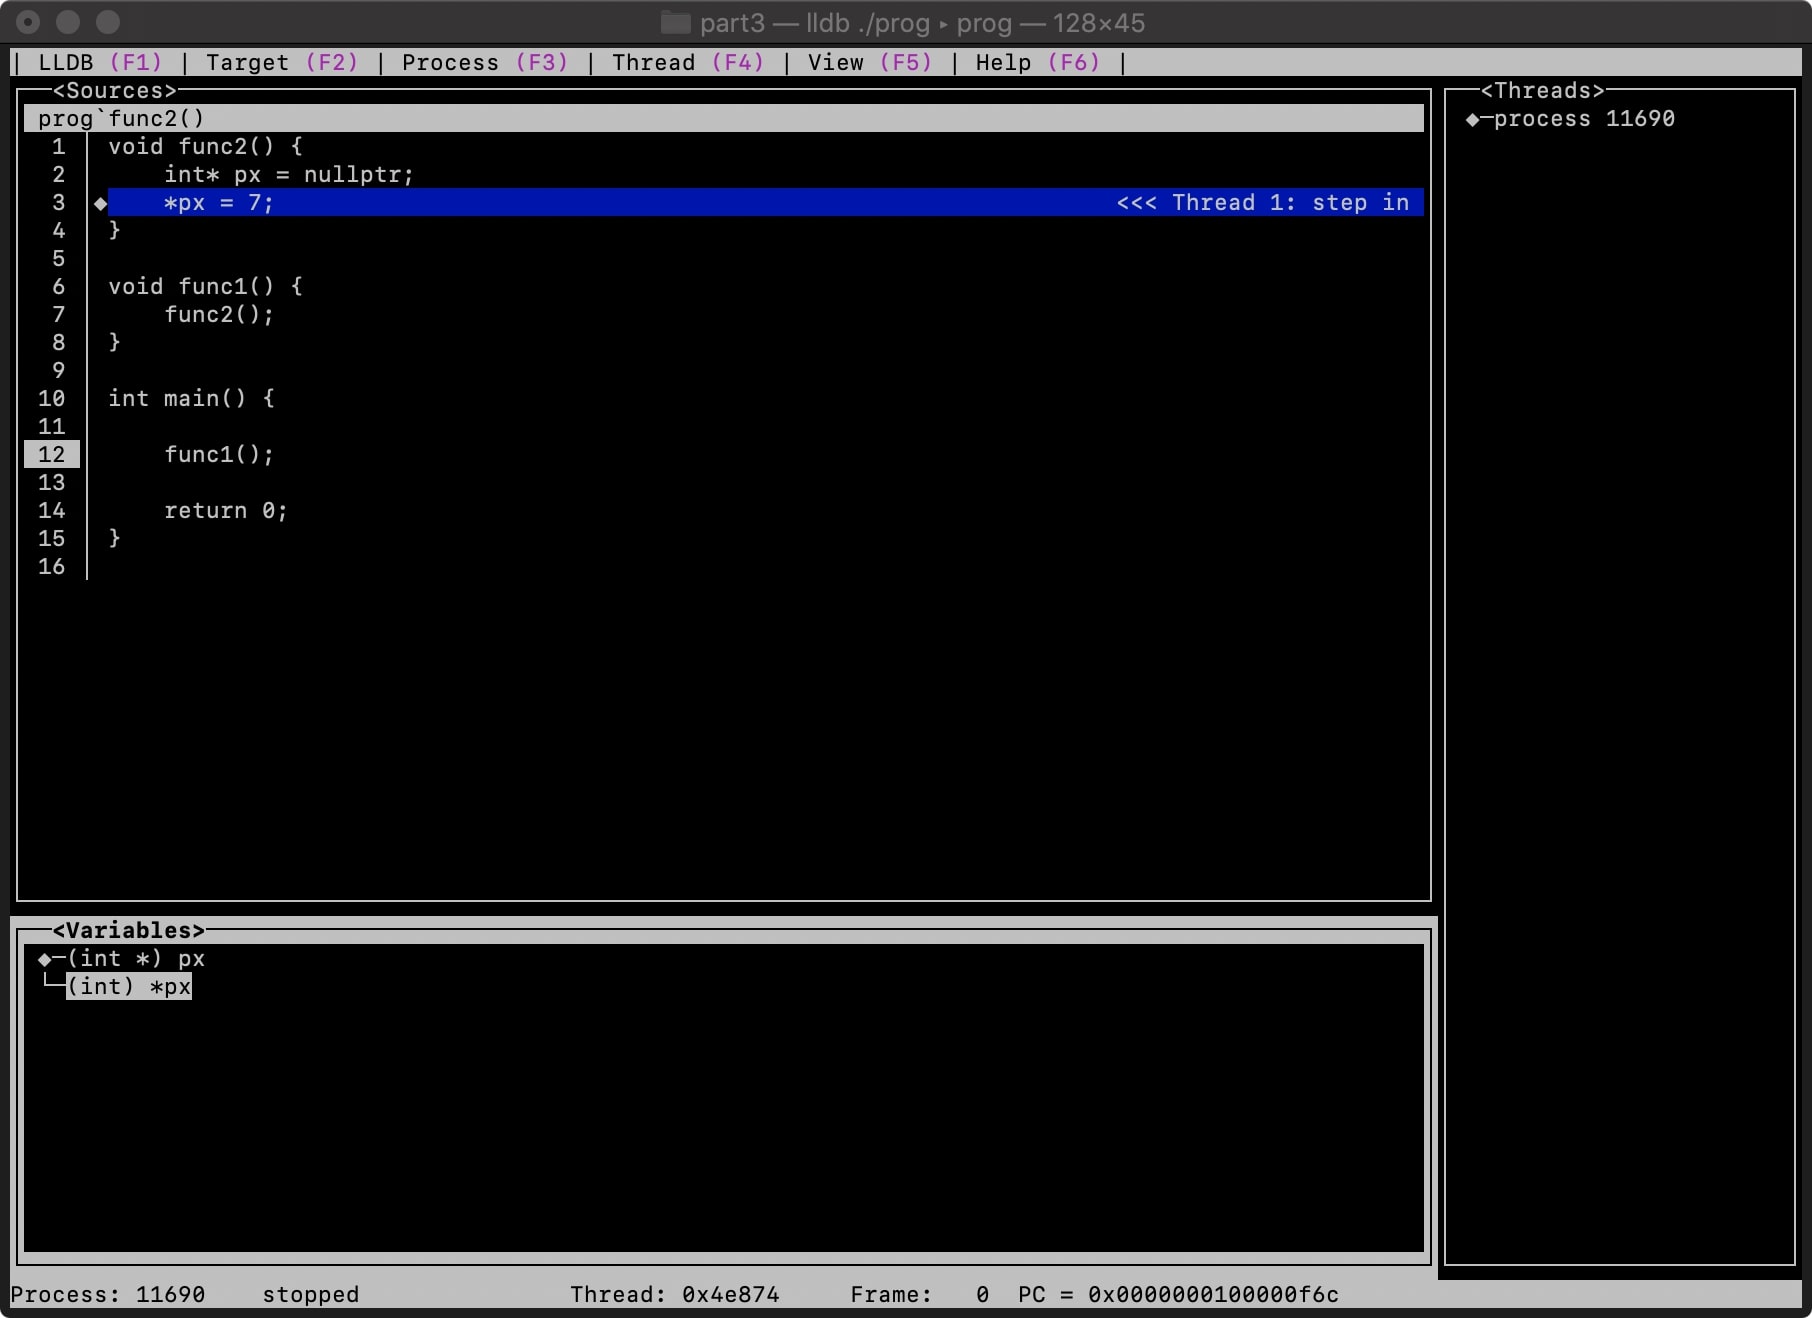 part3 — lldb ./prog ▸ prog — 128×45
| LLDB (F1) | Target (F2) | Process (F3) | Thread (F4) | View (F5) | Help (F6) |
<Sources>
prog`func2()
1 void func2() {
2     int* px = nullptr;
3 ◆    *px = 7; <<< Thread 1: step in
4 }
5
6 void func1() {
7     func2();
8 }
9
10 int main() {
11
12     func1();
13
14     return 0;
15 }
16
<Threads>
◆─process 11690
<Variables>
◆─(int *) px
└─(int) *px
Process: 11690    stopped    Thread: 0x4e874    Frame:   0  PC = 0x0000000100000f6c